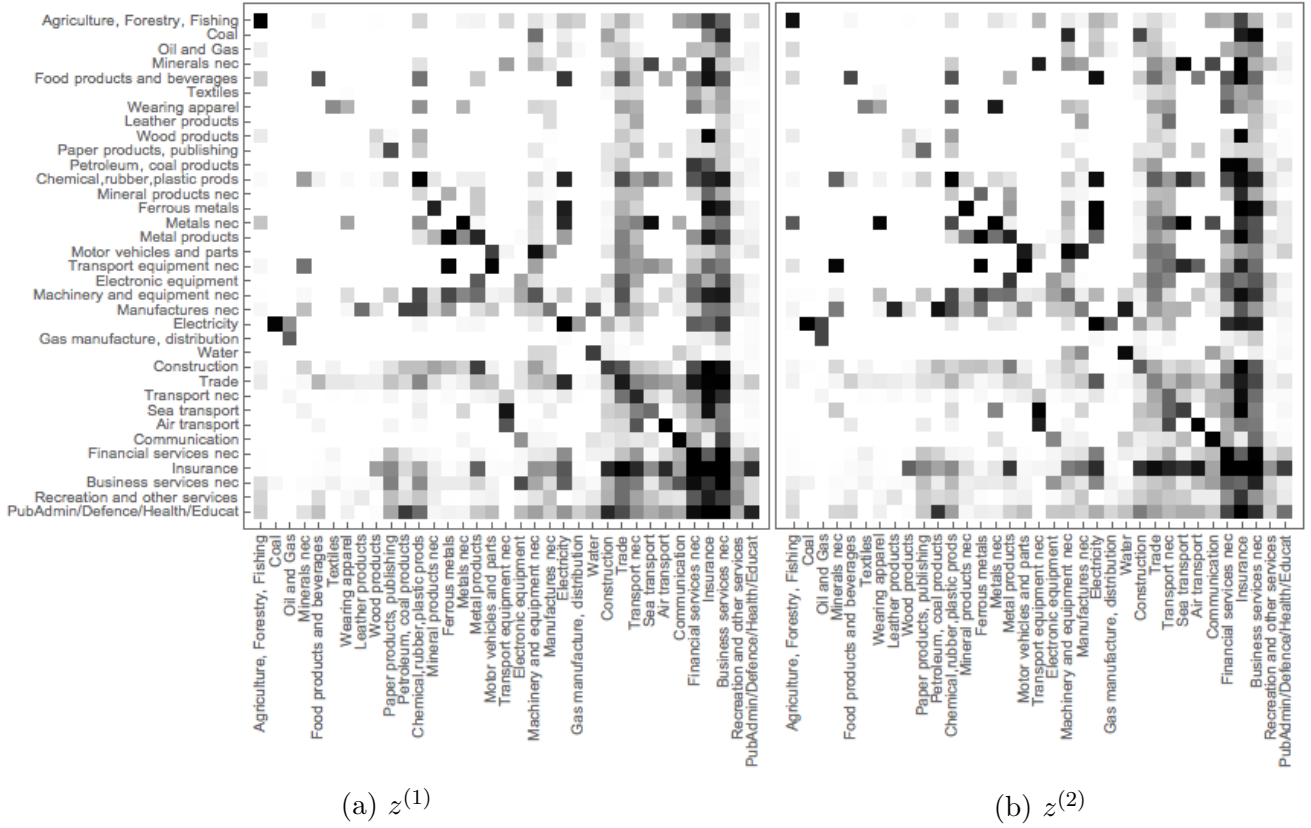 Agriculture, Forestry, Fishing
Coal
Oil and Gas
Minerals nec
Food products and beverages
Textiles
Wearing apparel
Leather products
Wood products
Paper products, publishing
Petroleum, coal products
Chemical,rubber,plastic prods
Mineral products nec
Ferrous metals
Metals nec
Metal products
Motor vehicles and parts
Transport equipment nec
Electronic equipment
Machinery and equipment nec
Manufactures nec
Electricity
Gas manufacture, distribution
Water
Construction
Trade
Transport nec
Sea transport
Air transport
Communication
Financial services nec
Insurance
Business services nec
Recreation and other services
PubAdmin/Defence/Health/Educat
Agriculture, Forestry, Fishing
Coal
Oil and Gas
Minerals nec
Food products and beverages
Textiles
Wearing apparel
Leather products
Wood products
Paper products, publishing
Petroleum, coal products
Chemical,rubber,plastic prods
Mineral products nec
Ferrous metals
Metals nec
Metal products
Motor vehicles and parts
Transport equipment nec
Electronic equipment
Machinery and equipment nec
Manufactures nec
Electricity
Gas manufacture, distribution
Water
Construction
Trade
Transport nec
Sea transport
Air transport
Communication
Financial services nec
Insurance
Business services nec
Recreation and other services
PubAdmin/Defence/Health/Educat
Agriculture, Forestry, Fishing
Coal
Oil and Gas
Minerals nec
Food products and beverages
Textiles
Wearing apparel
Leather products
Wood products
Paper products, publishing
Petroleum, coal products
Chemical,rubber,plastic prods
Mineral products nec
Ferrous metals
Metals nec
Metal products
Motor vehicles and parts
Transport equipment nec
Electronic equipment
Machinery and equipment nec
Manufactures nec
Electricity
Gas manufacture, distribution
Water
Construction
Trade
Transport nec
Sea transport
Air transport
Communication
Financial services nec
Insurance
Business services nec
Recreation and other services
PubAdmin/Defence/Health/Educat
(a) z⁽¹⁾
(b) z⁽²⁾